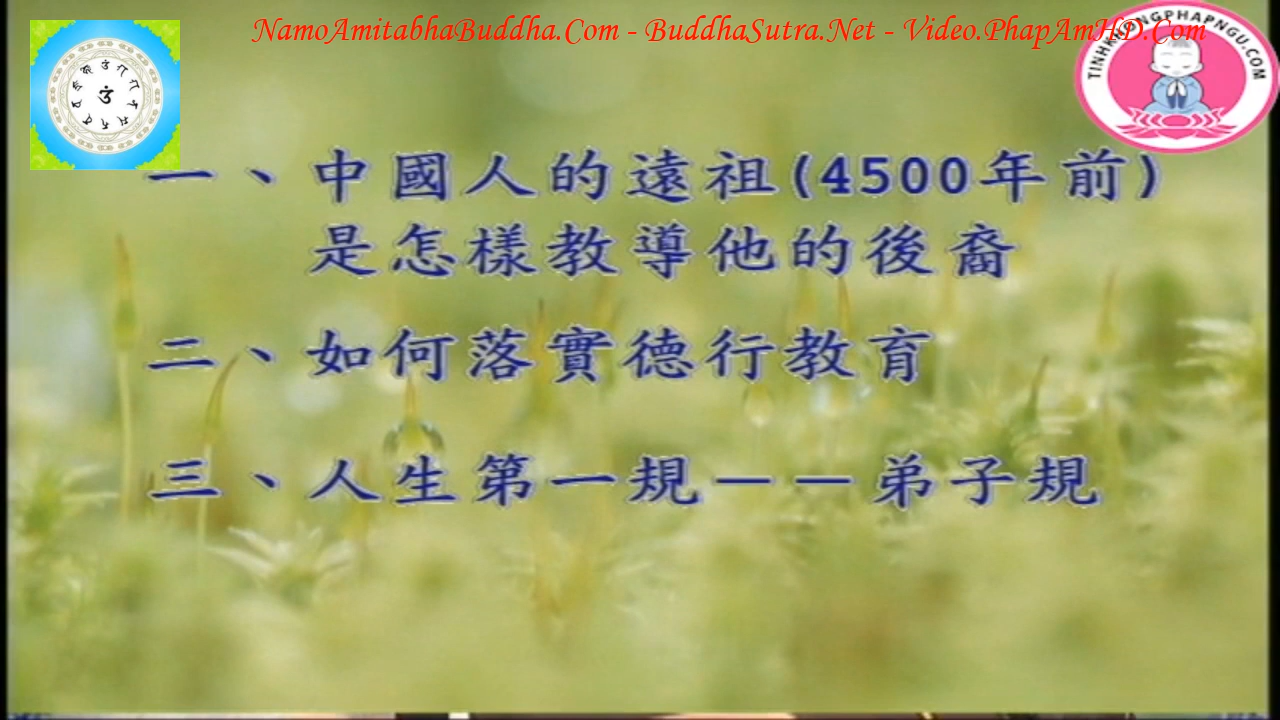 NamoAmitabhaBuddha.Com - BuddhaSutra.Net - Video.PhapAmHD.Com
一、中國人的遠祖(4500年前)
是怎樣教導他的後裔
二、如何落實德行教育
三、人生第一規－－弟子規